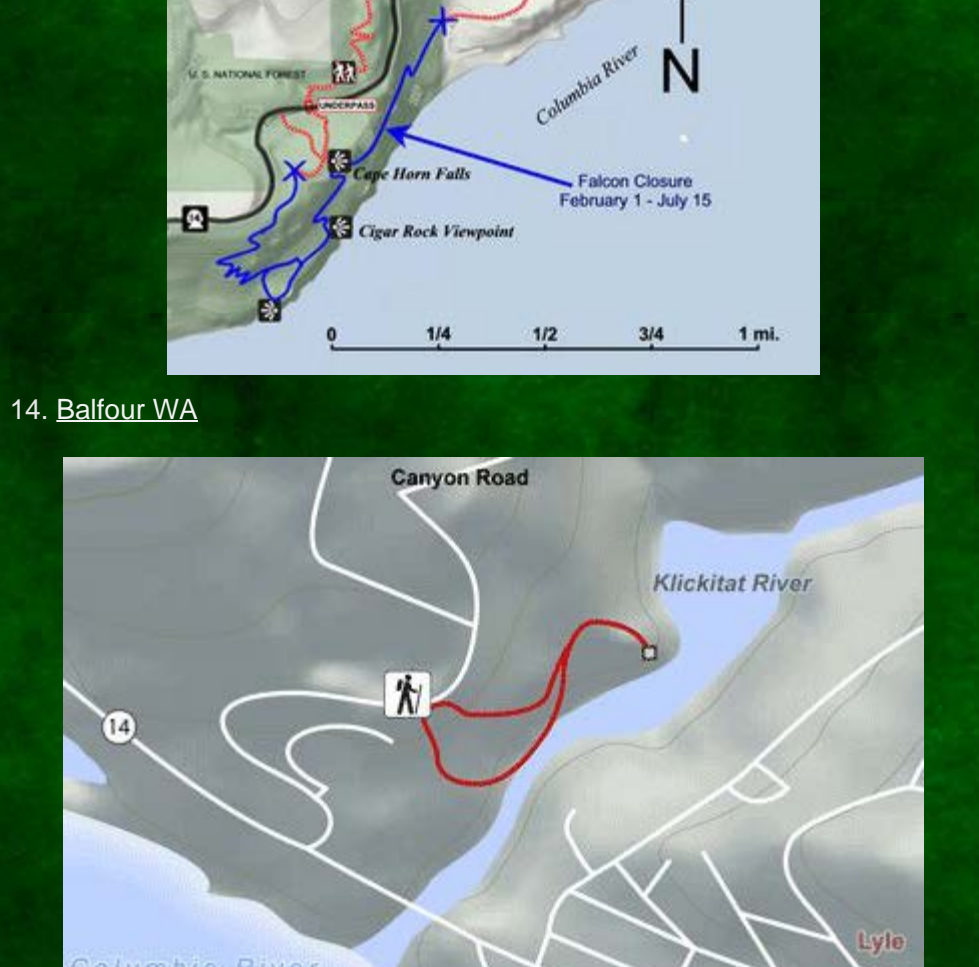 U. S. NATIONAL FOREST
UNDERPASS
Columbia River
N
Cape Horn Falls
Falcon Closure
February 1 - July 15
Cigar Rock Viewpoint
0 1/4 1/2 3/4 1 mi.
14. Balfour WA
Canyon Road
Klickitat River
14
Lyle
Columbia River